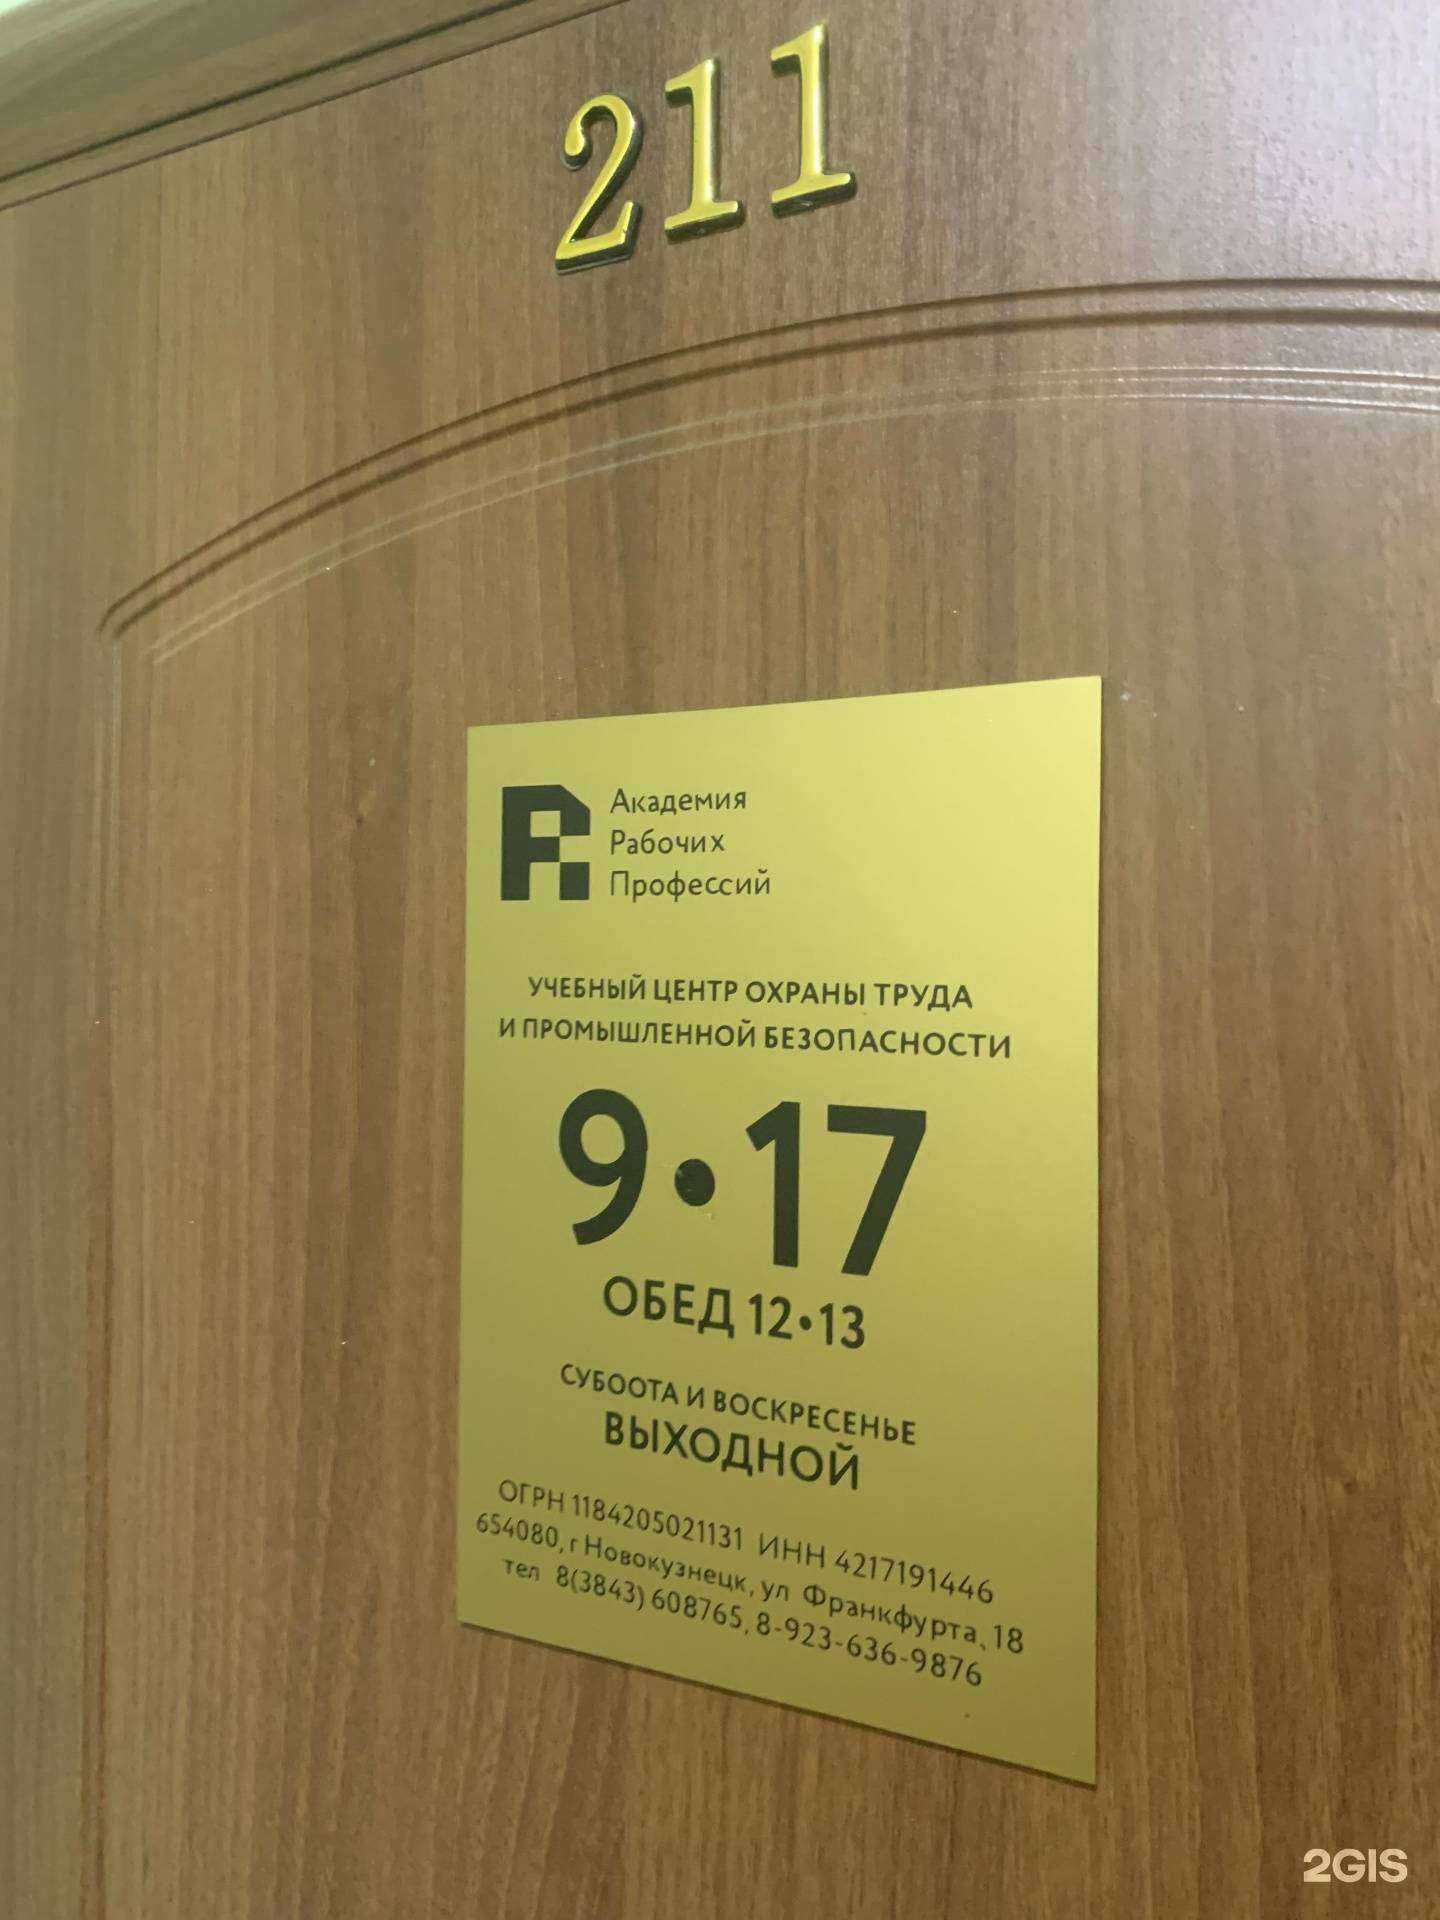 211
Академия
Рабочих
Профессий
УЧЕБНЫЙ ЦЕНТР ОХРАНЫ ТРУДА
И ПРОМЫШЛЕННОЙ БЕЗОПАСНОСТИ
9•17
ОБЕД 12•13
СУБООТА И ВОСКРЕСЕНЬЕ
ВЫХОДНОЙ
ОГРН 1184205021131 ИНН 4217191446
654080, г Новокузнецк, ул Франкфурта, 18
тел 8(3843) 608765, 8-923-636-9876
2GIS